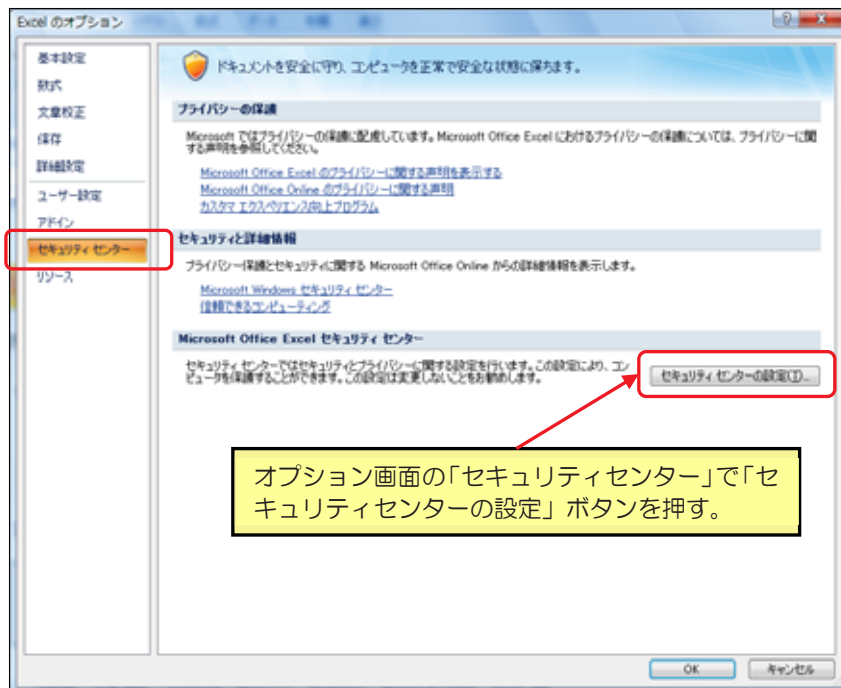 Excel のオプション
基本設定
数式
文章校正
保存
詳細設定
ユーザー設定
アドイン
セキュリティ センター
リソース
ドキュメントを安全に守り、コンピュータを正常で安全な状態に保ちます。
プライバシーの保護
Microsoft ではプライバシーの保護に配慮しています。Microsoft Office Excel におけるプライバシーの保護については、プライバシーに関
する声明を参照してください。
Microsoft Office Excel のプライバシーに関する声明を表示する
Microsoft Office Online のプライバシーに関する声明
カスタマ エクスペリエンス向上プログラム
セキュリティと詳細情報
プライバシー保護とセキュリティに関する Microsoft Office Online からの詳細情報を表示します。
Microsoft Windows セキュリティ センター
信頼できるコンピューティング
Microsoft Office Excel セキュリティ センター
セキュリティ センターではセキュリティとプライバシーに関する設定を行います。この設定により、コン
ピュータを保護することができます。この設定は変更しないことをお勧めします。
セキュリティ センターの設定(T)...
オプション画面の「セキュリティセンター」で「セ
キュリティセンターの設定」ボタンを押す。
OK
キャンセル